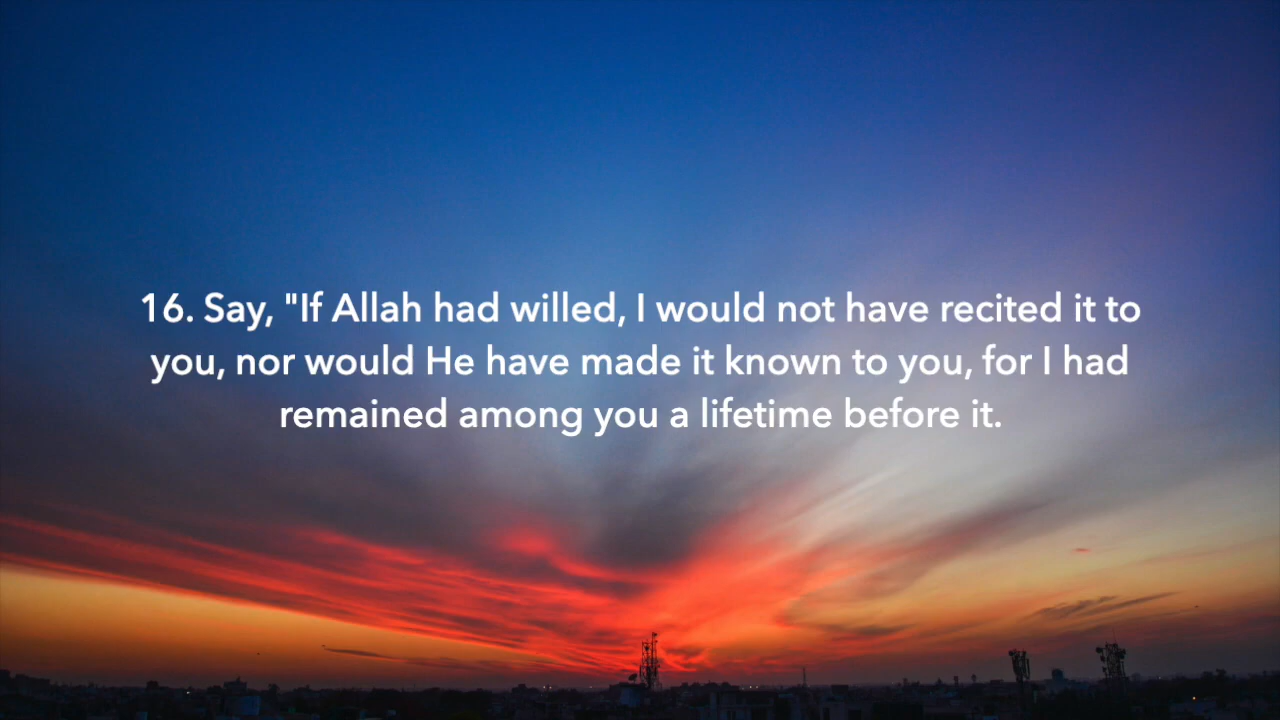 16. Say, "If Allah had willed, I would not have recited it to
you, nor would He have made it known to you, for I had
remained among you a lifetime before it.